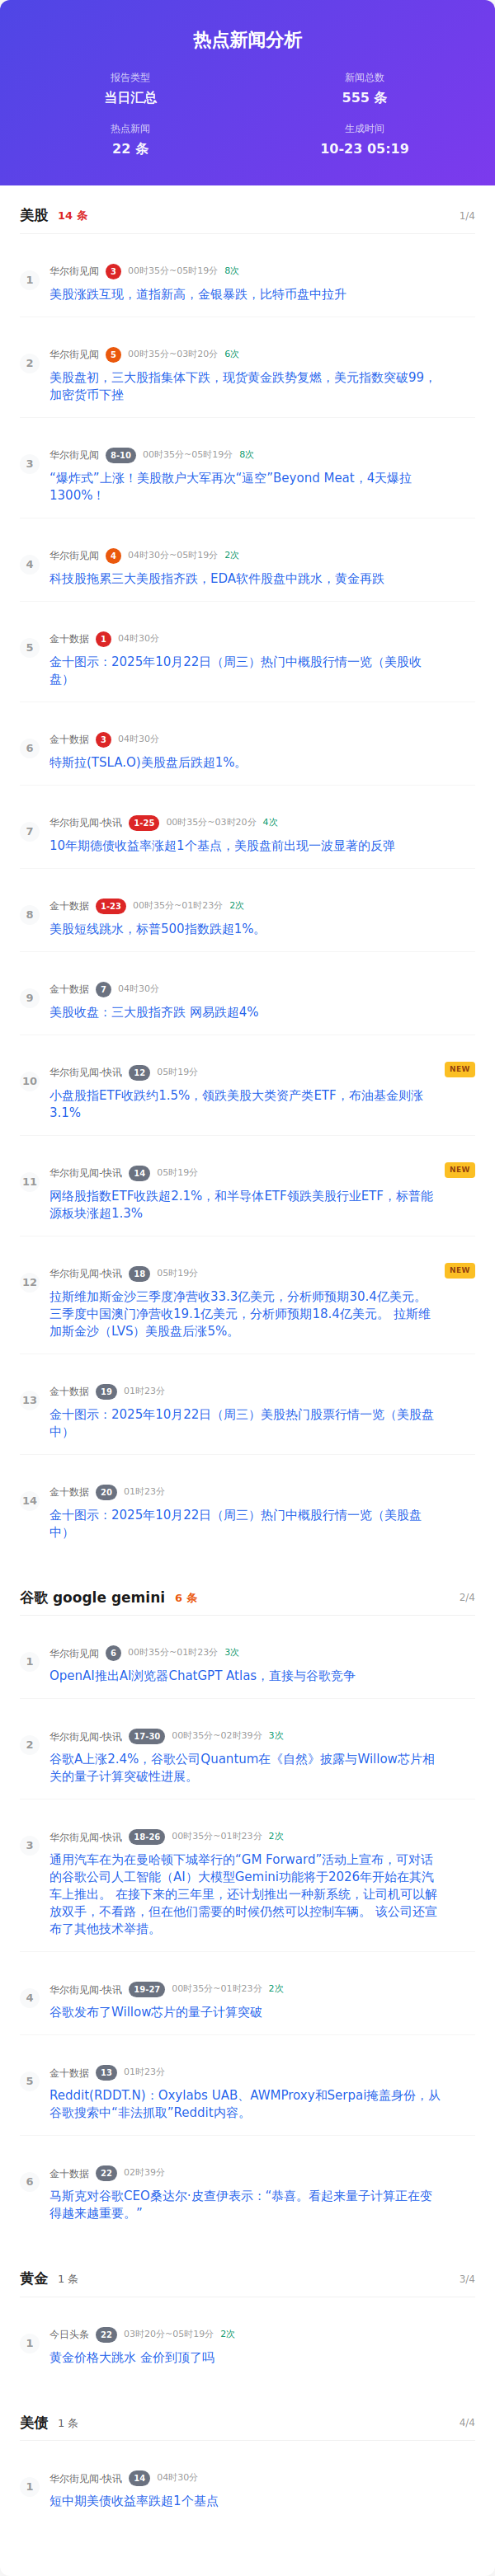 热点新闻分析
报告类型
新闻总数
当日汇总
555 条
热点新闻
生成时间
22 条
10-23 05:19
美股 14 条 1/4
1
华尔街见闻 3 00时35分~05时19分 8次
美股涨跌互现，道指新高，金银暴跌，比特币盘中拉升
2
华尔街见闻 5 00时35分~03时20分 6次
美股盘初，三大股指集体下跌，现货黄金跌势复燃，美元指数突破99，
加密货币下挫
3
华尔街见闻 8-10 00时35分~05时19分 8次
“爆炸式”上涨！美股散户大军再次“逼空”Beyond Meat，4天爆拉
1300%！
4
华尔街见闻 4 04时30分~05时19分 2次
科技股拖累三大美股指齐跌，EDA软件股盘中跳水，黄金再跌
5
金十数据 1 04时30分
金十图示：2025年10月22日（周三）热门中概股行情一览（美股收
盘）
6
金十数据 3 04时30分
特斯拉(TSLA.O)美股盘后跌超1%。
7
华尔街见闻-快讯 1-25 00时35分~03时20分 4次
10年期德债收益率涨超1个基点，美股盘前出现一波显著的反弹
8
金十数据 1-23 00时35分~01时23分 2次
美股短线跳水，标普500指数跌超1%。
9
金十数据 7 04时30分
美股收盘：三大股指齐跌 网易跌超4%
10
华尔街见闻-快讯 12 05时19分 NEW
小盘股指ETF收跌约1.5%，领跌美股大类资产类ETF，布油基金则涨
3.1%
11
华尔街见闻-快讯 14 05时19分 NEW
网络股指数ETF收跌超2.1%，和半导体ETF领跌美股行业ETF，标普能
源板块涨超1.3%
12
华尔街见闻-快讯 18 05时19分 NEW
拉斯维加斯金沙三季度净营收33.3亿美元，分析师预期30.4亿美元。
三季度中国澳门净营收19.1亿美元，分析师预期18.4亿美元。 拉斯维
加斯金沙（LVS）美股盘后涨5%。
13
金十数据 19 01时23分
金十图示：2025年10月22日（周三）美股热门股票行情一览（美股盘
中）
14
金十数据 20 01时23分
金十图示：2025年10月22日（周三）热门中概股行情一览（美股盘
中）
谷歌 google gemini 6 条 2/4
1
华尔街见闻 6 00时35分~01时23分 3次
OpenAI推出AI浏览器ChatGPT Atlas，直接与谷歌竞争
2
华尔街见闻-快讯 17-30 00时35分~02时39分 3次
谷歌A上涨2.4%，谷歌公司Quantum在《自然》披露与Willow芯片相
关的量子计算突破性进展。
3
华尔街见闻-快讯 18-26 00时35分~01时23分 2次
通用汽车在为在曼哈顿下城举行的“GM Forward”活动上宣布，可对话
的谷歌公司人工智能（AI）大模型Gemini功能将于2026年开始在其汽
车上推出。 在接下来的三年里，还计划推出一种新系统，让司机可以解
放双手，不看路，但在他们需要的时候仍然可以控制车辆。 该公司还宣
布了其他技术举措。
4
华尔街见闻-快讯 19-27 00时35分~01时23分 2次
谷歌发布了Willow芯片的量子计算突破
5
金十数据 13 01时23分
Reddit(RDDT.N)：Oxylabs UAB、AWMProxy和Serpai掩盖身份，从
谷歌搜索中“非法抓取”Reddit内容。
6
金十数据 22 02时39分
马斯克对谷歌CEO桑达尔·皮查伊表示：“恭喜。看起来量子计算正在变
得越来越重要。”
黄金 1 条 3/4
1
今日头条 22 03时20分~05时19分 2次
黄金价格大跳水 金价到顶了吗
美债 1 条 4/4
1
华尔街见闻-快讯 14 04时30分
短中期美债收益率跌超1个基点